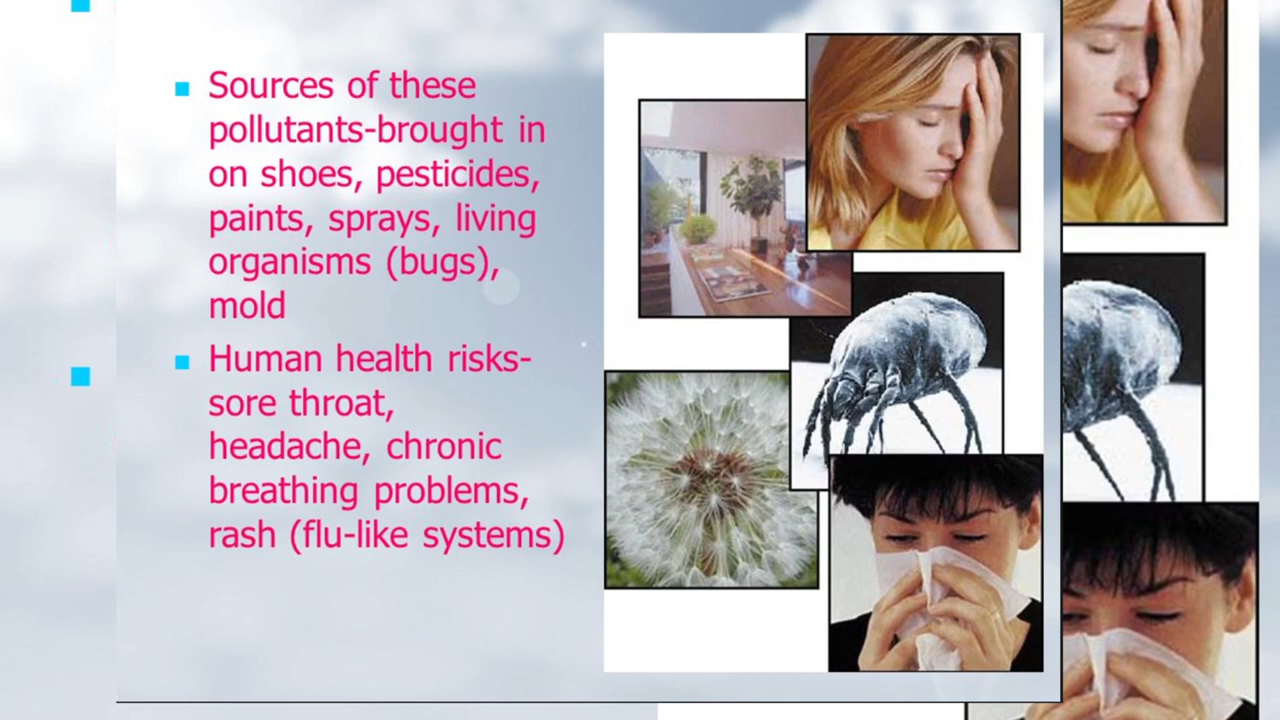 Sources of these
pollutants-brought in
on shoes, pesticides,
paints, sprays, living
organisms (bugs),
mold
Human health risks-
sore throat,
headache, chronic
breathing problems,
rash (flu-like systems)